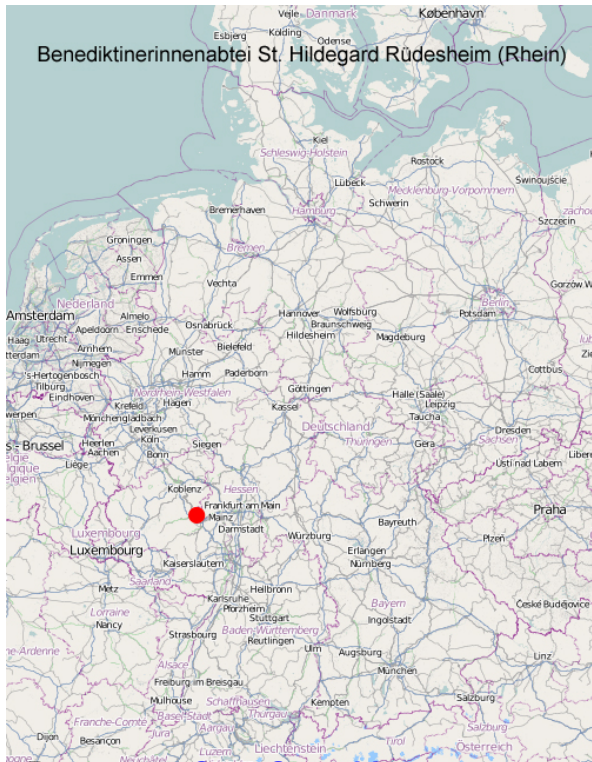 Vejle
Danmark
København
Esbjerg
Kolding
Odense
Benediktinerinnenabtei St. Hildegard Rüdesheim (Rhein)
Kiel
Schleswig-Holstein
Rostock
Lübeck
Mecklenburg-Vorpommern
Świnoujście
Schwerin
Bremerhaven
Hamburg
Szczecin
Groningen
Bremen
Assen
Emmen
Vechta
Gorzów W
Nederland
Berlin
Amsterdam
Almelo
Hannover
Wolfsburg
Potsdam
Apeldoorn
Enschede
Osnabrück
Braunschweig
Haag
Utrecht
Hildesheim
Magdeburg
Arnhem
Münster
Bielefeld
Nijmegen
Cottbus
's-Hertogenbosch
Hamm
Paderborn
Tilburg
Nordrhein-Westfalen
Göttingen
Halle (Saale)
Eindhoven
Krefeld
Hagen
Kassel
Leipzig
Mönchengladbach
Taucha
Leverkusen
Deutschland
Dresden
s - Brussel
Heerlen
Köln
Siegen
Thüringen
Gera
Sachsen
Aachen
Bonn
Liège
Ústí nad Labem
Libere
Koblenz
Hessen
Frankfurt am Main
Praha
Mainz
Bayreuth
Darmstadt
Luxembourg
Würzburg
Plzeň
Luxembourg
Erlangen
Kaiserslautern
Nürnberg
Saarland
Metz
Heilbronn
Karlsruhe
Bayern
České Budějovice
Lorraine
Pforzheim
Nancy
Stuttgart
Ingolstadt
Baden-Württemberg
Strasbourg
Reutlingen
Ulm
Augsburg
Linz
Alsace
München
Freiburg im Breisgau
Mulhouse
Schaffhausen
Kempten
Salzburg
Franche-Comté
Basel-Stadt
Thurgau
Dijon
Jura
Aargau
Salzburg
Besançon
Tirol
Luzern
Liechtenstein
Österreich